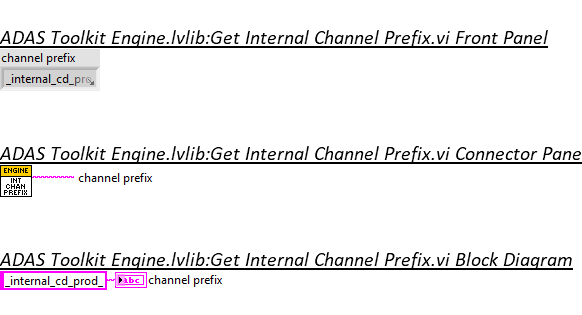 ADAS Toolkit Engine.lvlib:Get Internal Channel Prefix.vi Front Panel
channel prefix
_internal_cd_pro
ADAS Toolkit Engine.lvlib:Get Internal Channel Prefix.vi Connector Pane
ENGINE
INT
CHAN
PREFIX
channel prefix
ADAS Toolkit Engine.lvlib:Get Internal Channel Prefix.vi Block Diagram
_internal_cd_prod_
abc
channel prefix